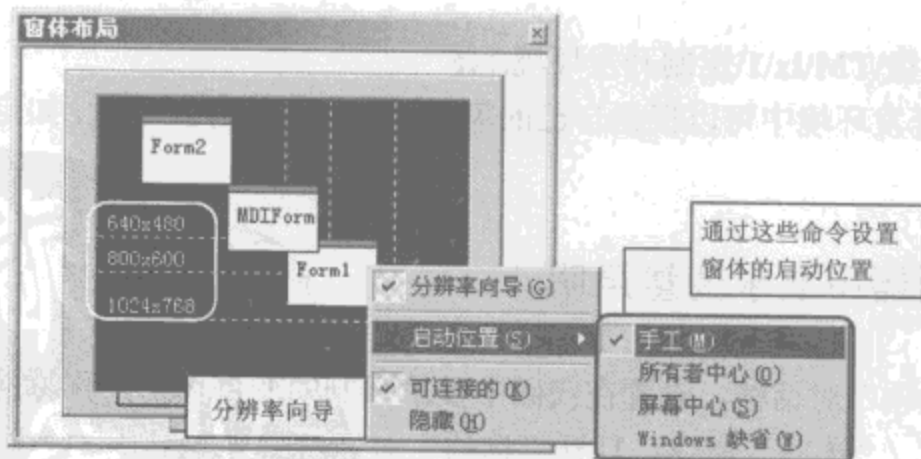 窗体布局
Form2
MDIForm
Form1
640x480
800x600
1024x768
分辨率向导
分辨率向导(G)
启动位置(S)
可连接的(K)
隐藏(H)
手工(M)
所有者中心(O)
屏幕中心(S)
Windows 缺省(W)
通过这些命令设置
窗体的启动位置